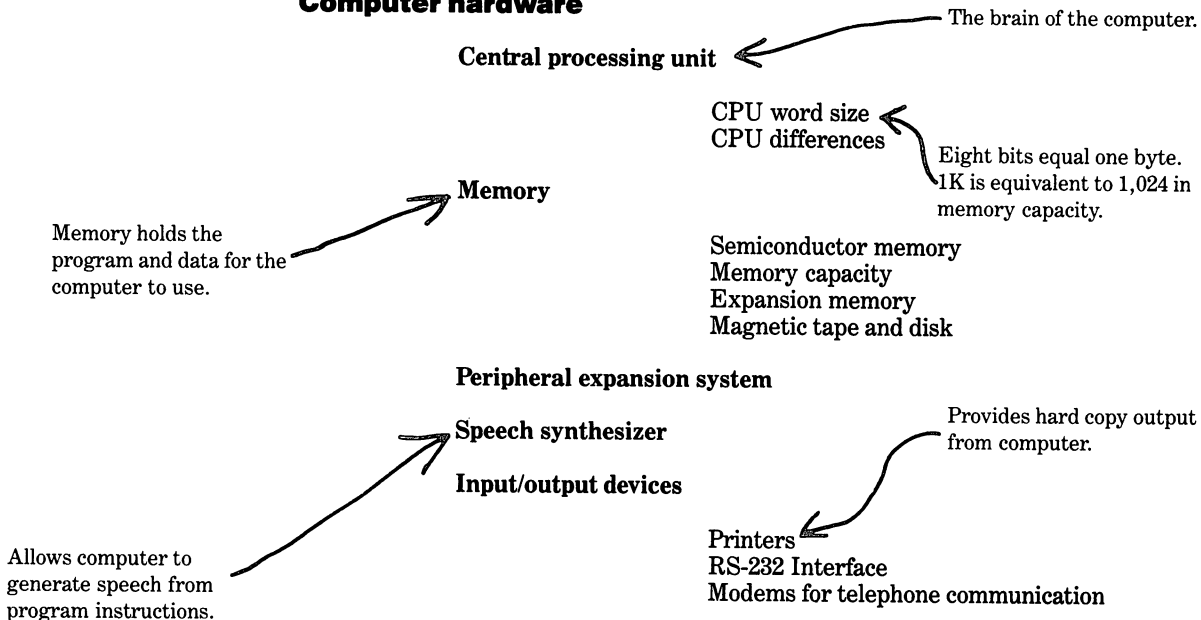 Computer hardware
The brain of the computer.
Central processing unit
CPU word size
CPU differences
Eight bits equal one byte.
1K is equivalent to 1,024 in
memory capacity.
Memory
Memory holds the
program and data for the
computer to use.
Semiconductor memory
Memory capacity
Expansion memory
Magnetic tape and disk
Peripheral expansion system
Speech synthesizer
Provides hard copy output
from computer.
Input/output devices
Allows computer to
generate speech from
program instructions.
Printers
RS-232 Interface
Modems for telephone communication